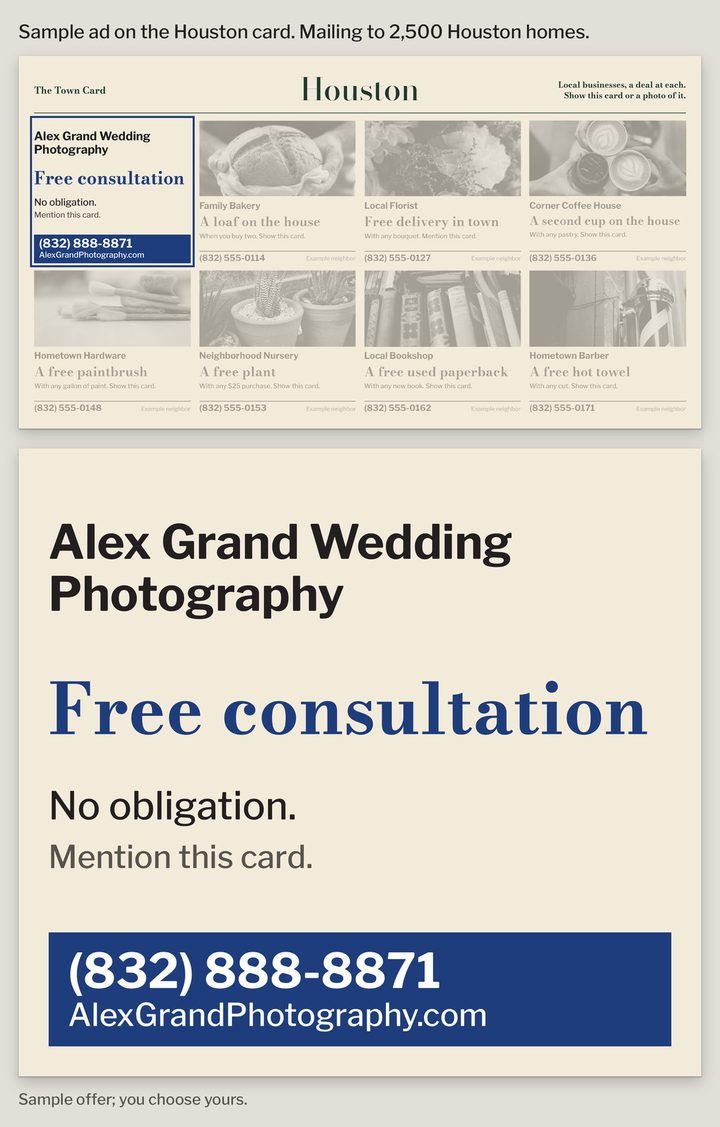 Sample ad on the Houston card. Mailing to 2,500 Houston homes.
The Town Card
Houston
Local businesses, a deal at each.
Show this card or a photo of it.
Alex Grand Wedding
Photography
Free consultation
No obligation.
Mention this card.
(832) 888-8871
AlexGrandPhotography.com
Family Bakery
A loaf on the house
When you buy two. Show this card.
(832) 555-0114
Example neighbor
Local Florist
Free delivery in town
With any bouquet. Mention this card.
(832) 555-0127
Example neighbor
Corner Coffee House
A second cup on the house
With any pastry. Show this card.
(832) 555-0136
Example neighbor
Hometown Hardware
A free paintbrush
With any gallon of paint. Show this card.
(832) 555-0148
Example neighbor
Neighborhood Nursery
A free plant
With any $25 purchase. Show this card.
(832) 555-0153
Example neighbor
Local Bookshop
A free used paperback
With any new book. Show this card.
(832) 555-0162
Example neighbor
Hometown Barber
A free hot towel
With any cut. Show this card.
(832) 555-0171
Example neighbor
Alex Grand Wedding
Photography
Free consultation
No obligation.
Mention this card.
(832) 888-8871
AlexGrandPhotography.com
Sample offer; you choose yours.